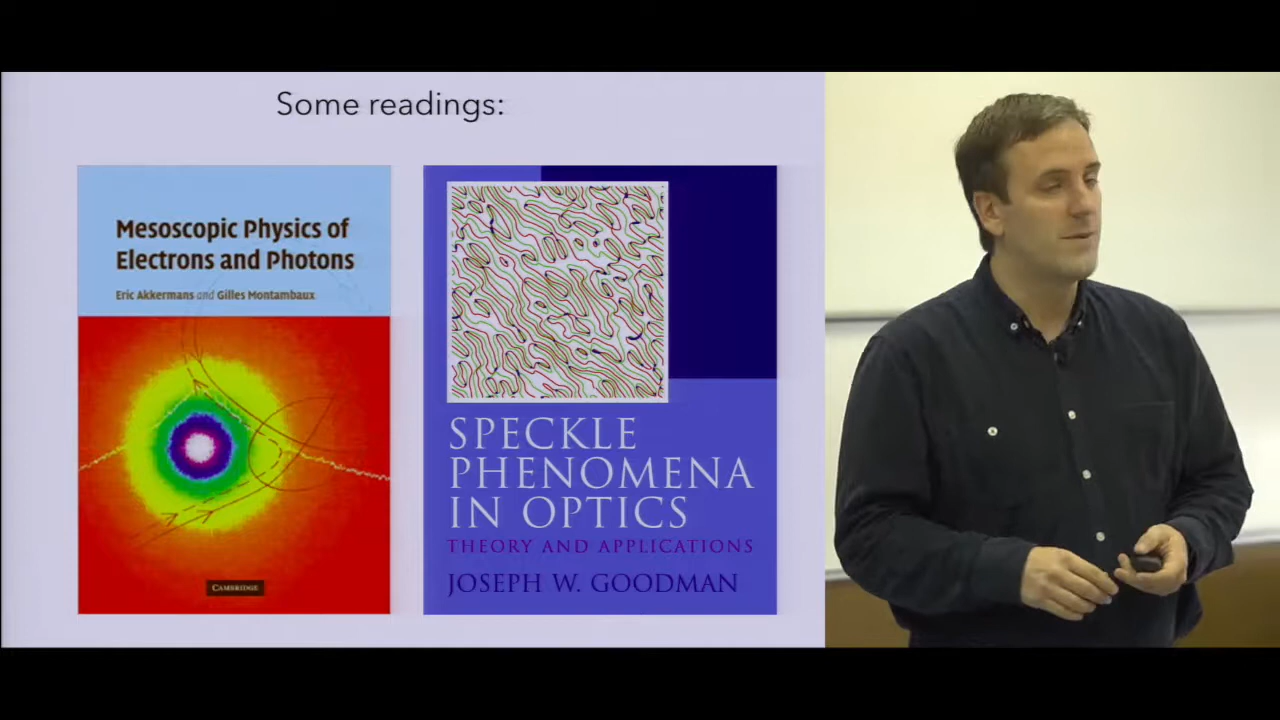 Some readings:
Mesoscopic Physics of
Electrons and Photons
Eric Akkermans and Gilles Montambaux
CAMBRIDGE
SPECKLE
PHENOMENA
IN OPTICS
THEORY AND APPLICATIONS
JOSEPH W. GOODMAN